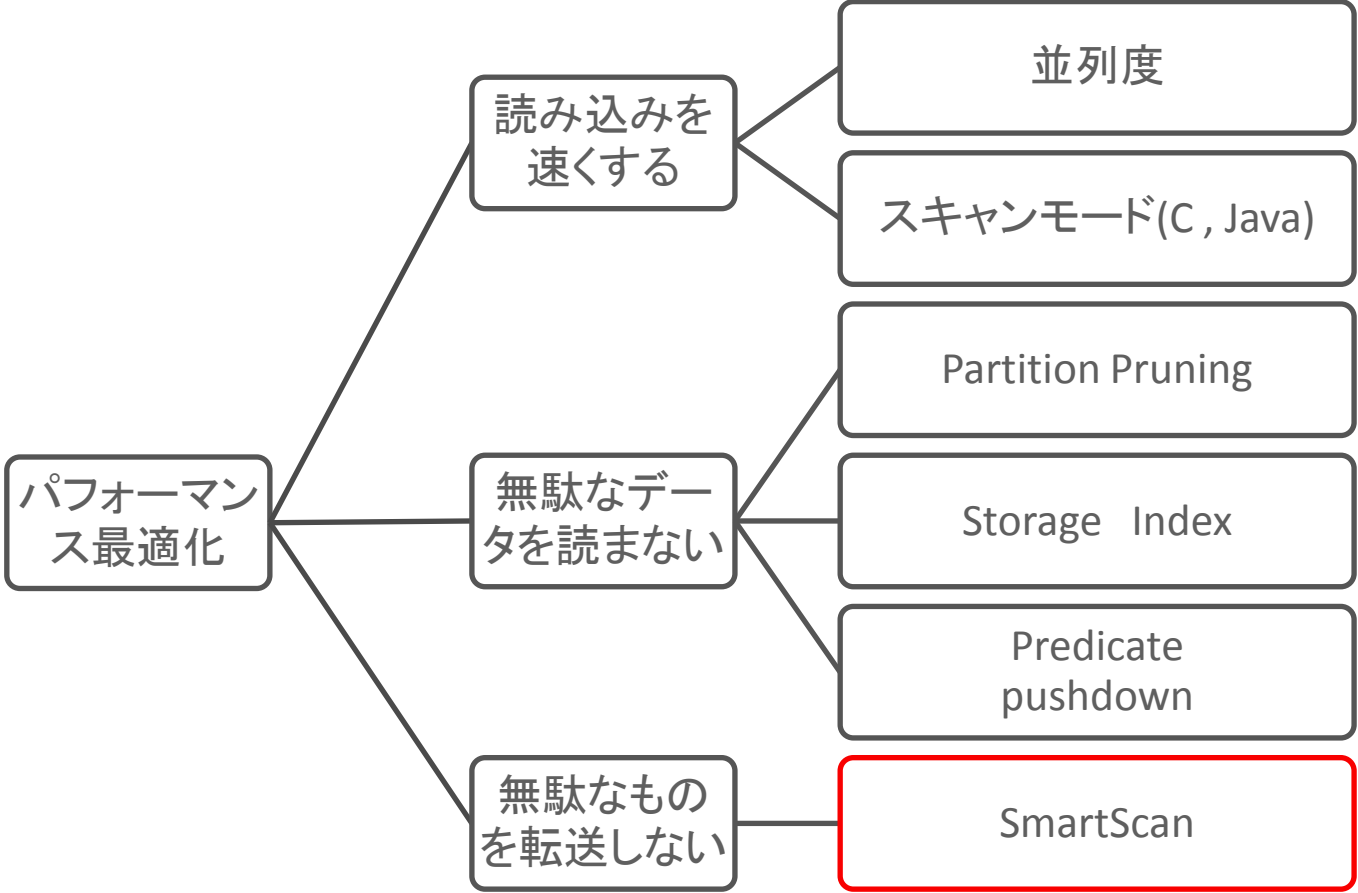 パフォーマン
ス最適化
読み込みを
速くする
並列度
スキャンモード(C , Java)
無駄なデー
タを読まない
Partition Pruning
Storage Index
Predicate
pushdown
無駄なもの
を転送しない
SmartScan